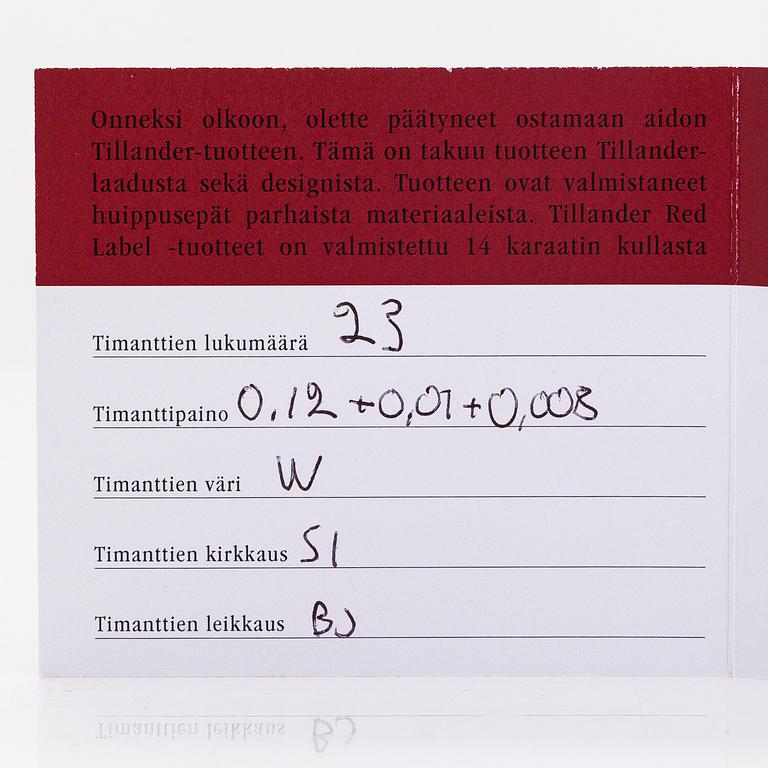 Onneksi olkoon, olette päätyneet ostamaan aidon
Tillander-tuotteen. Tämä on takuu tuotteen Tillander-
laadusta sekä designista. Tuotteen ovat valmistaneet
huippusepät parhaista materiaaleista. Tillander Red
Label -tuotteet on valmistettu 14 karaatin kullasta
Timanttien lukumäärä 23
Timanttipaino 0.12 +0,01+0,008
Timanttien väri W
Timanttien kirkkaus SI
Timanttien leikkaus BJ